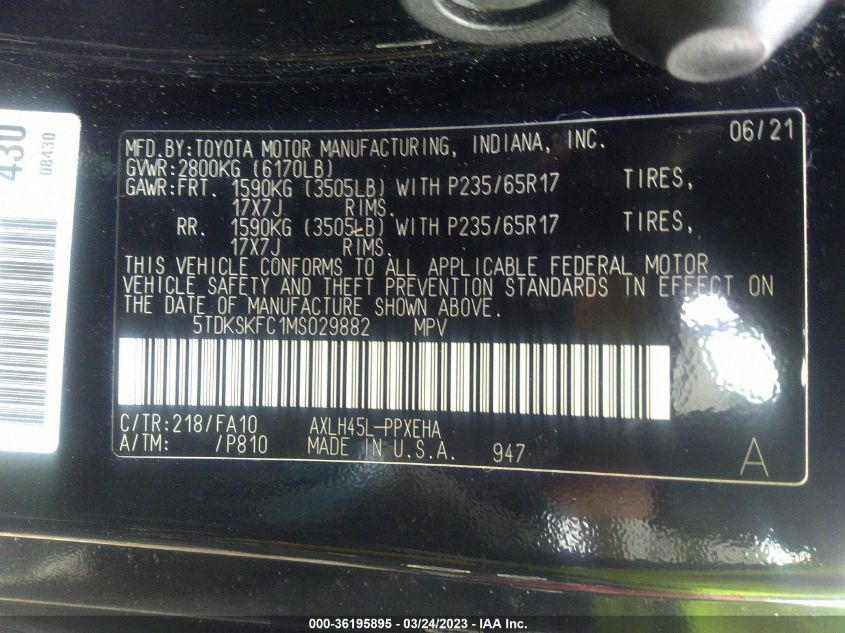 430
08430
06/21
MFD.BY:TOYOTA MOTOR MANUFACTURING, INDIANA, INC.
GVWR:2800KG (6170LB)
GAWR:FRT. 1590KG (3505LB) WITH P235/65R17 TIRES,
17X7J RIMS.
RR. 1590KG (3505LB) WITH P235/65R17 TIRES,
17X7J RIMS.
THIS VEHICLE CONFORMS TO ALL APPLICABLE FEDERAL MOTOR
VEHICLE SAFETY AND THEFT PREVENTION STANDARDS IN EFFECT ON
THE DATE OF MANUFACTURE SHOWN ABOVE.
5TDKSKFC1MS029882 MPV
C/TR:218/FA10 AXLH45L-PPXEHA
A/TM: /P810 MADE IN U.S.A. 947
A
000-36195895 - 03/24/2023 - IAA Inc.